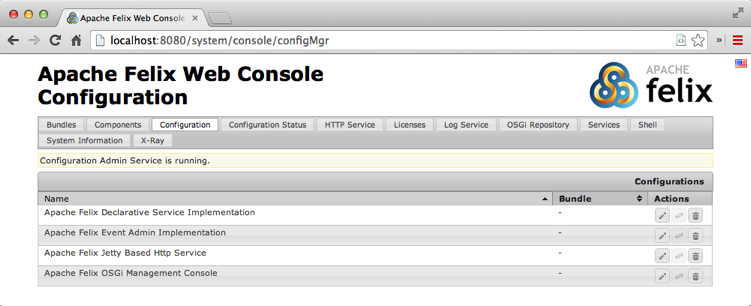 Apache Felix Web Console
localhost:8080/system/console/configMgr
Apache Felix Web Console
Configuration
APACHE
felix
Bundles Components Configuration Configuration Status HTTP Service Licenses Log Service OSGi Repository Services Shell
System Information X-Ray
Configuration Admin Service is running.
Configurations
Name Bundle Actions
Apache Felix Declarative Service Implementation -
Apache Felix Event Admin Implementation -
Apache Felix Jetty Based Http Service -
Apache Felix OSGi Management Console -